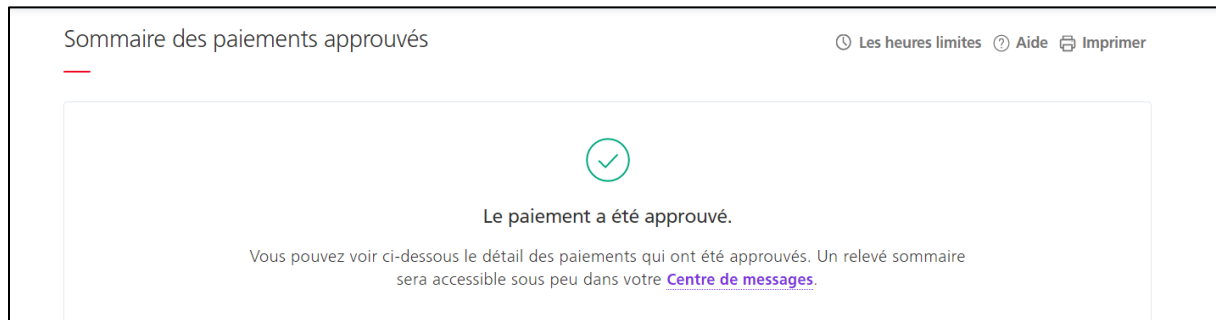 Sommaire des paiements approuvés
Les heures limites Aide Imprimer
Le paiement a été approuvé.
Vous pouvez voir ci-dessous le détail des paiements qui ont été approuvés. Un relevé sommaire
sera accessible sous peu dans votre Centre de messages.